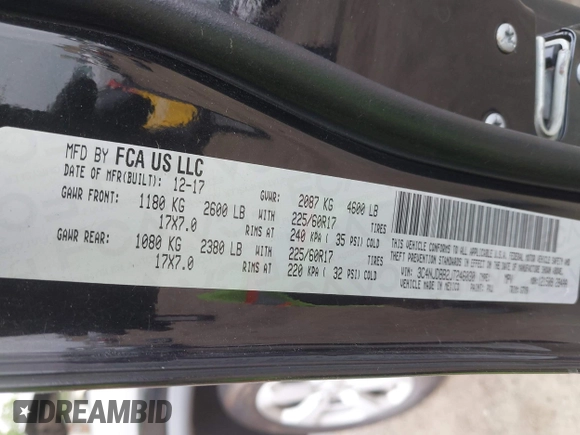 MFD BY FCA US LLC
DATE OF MFR(BUILT): 12-17
GVWR: 2087 KG 4600 LB
GAWR FRONT: 1180 KG 2600 LB WITH 225/60R17 TIRES
17X7.0 RIMS AT 240 KPA ( 35 PSI) COLD
GAWR REAR: 1080 KG 2380 LB WITH 225/60R17 TIRES
17X7.0 RIMS AT 220 KPA ( 32 PSI) COLD
THIS VEHICLE CONFORMS TO ALL APPLICABLE U.S.A. FEDERAL MOTOR VEHICLE SAFETY AND
THEFT PREVENTION STANDARDS IN EFFECT ON THE DATE OF MANUFACTURE SHOWN ABOVE.
VIN: TYPE: MPV
VEHICLE MADE IN MEXICO PAINT:
DREAMBID